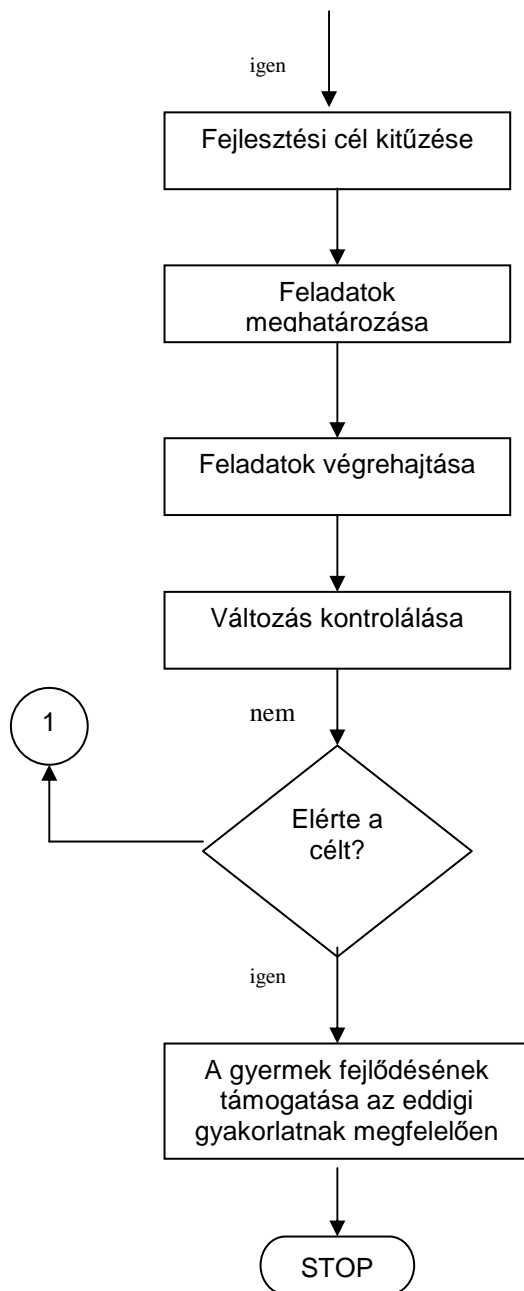 igen
Fejlesztési cél kitűzése
Feladatok
meghatározása
Feladatok végrehajtása
Változás kontrolálása
nem
1
Elérte a
célt?
igen
A gyermek fejlődésének
támogatása az eddigi
gyakorlatnak megfelelően
STOP